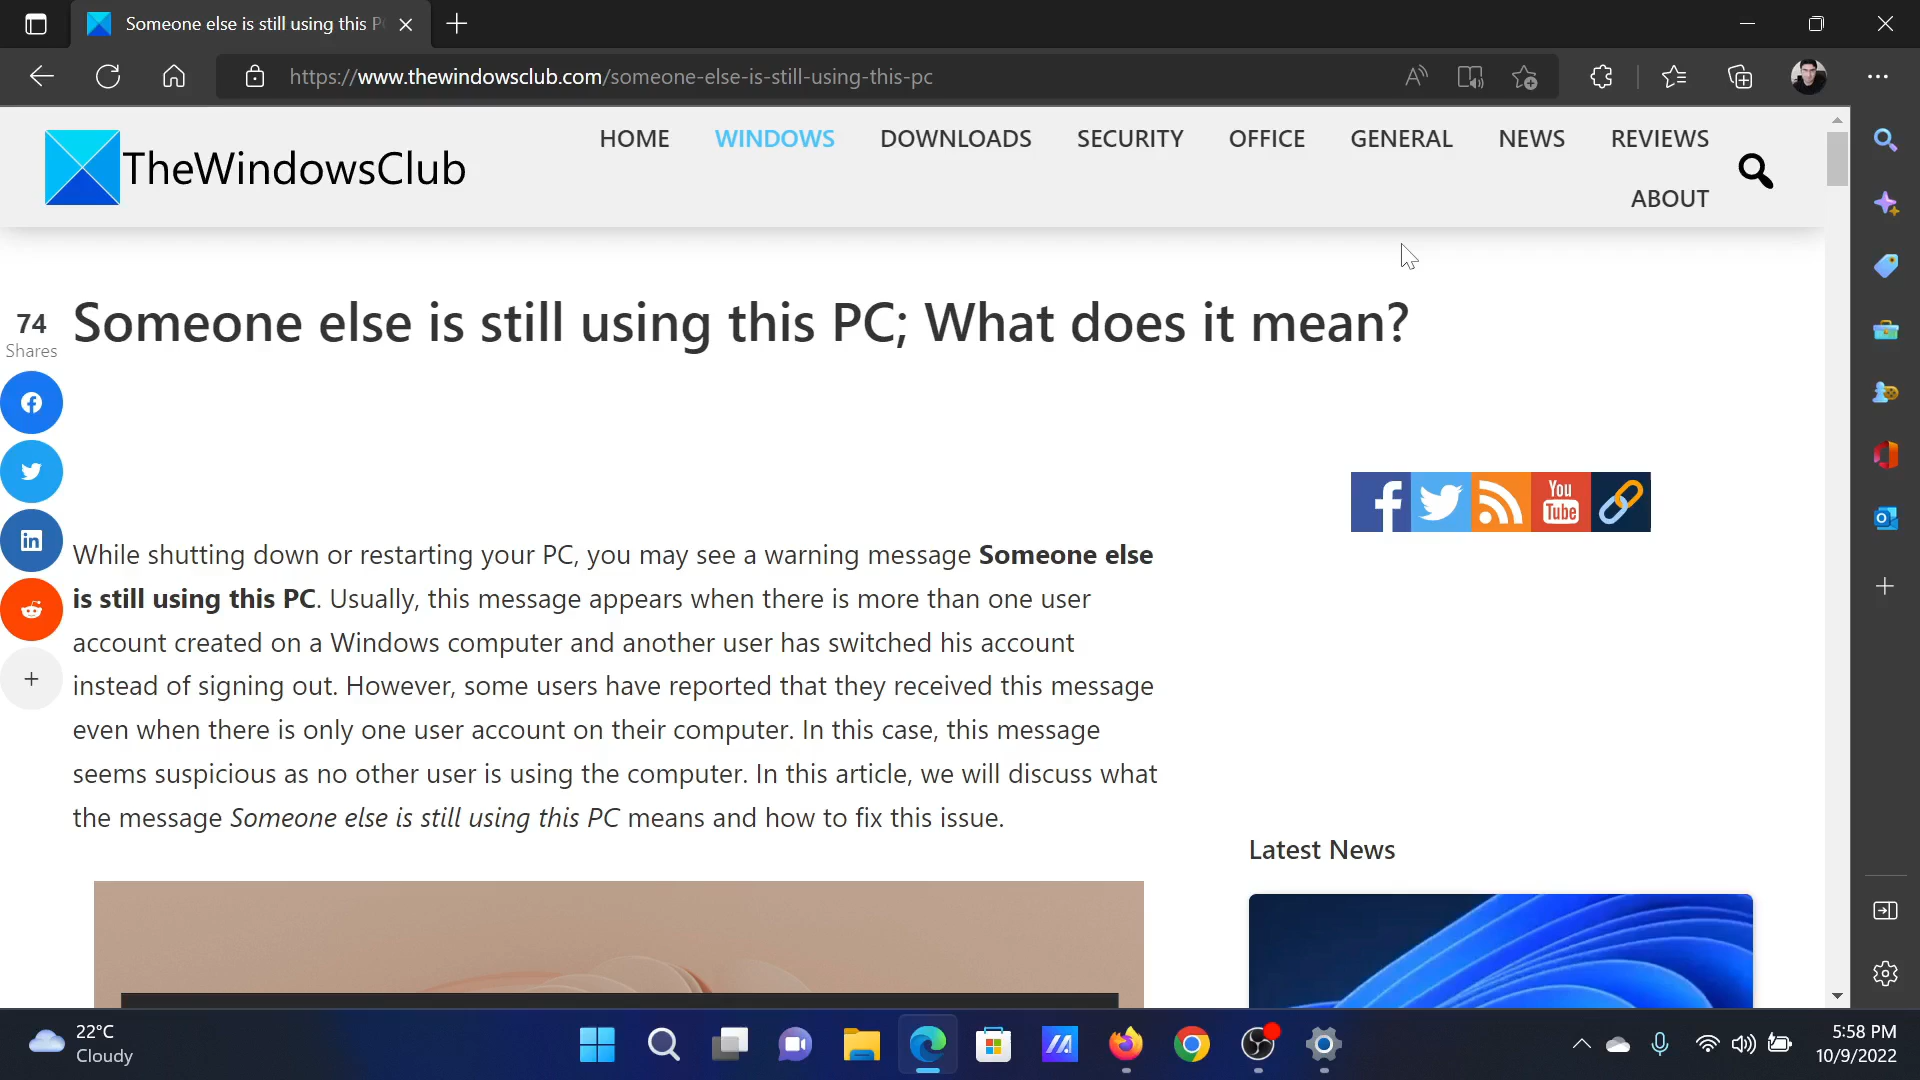 Someone else is still using this P
https://www.thewindowsclub.com/someone-else-is-still-using-this-pc
TheWindowsClub
HOME WINDOWS DOWNLOADS SECURITY OFFICE GENERAL NEWS REVIEWS
ABOUT
74
Shares
Someone else is still using this PC; What does it mean?
You
Tube
While shutting down or restarting your PC, you may see a warning message Someone else
is still using this PC. Usually, this message appears when there is more than one user
account created on a Windows computer and another user has switched his account
instead of signing out. However, some users have reported that they received this message
even when there is only one user account on their computer. In this case, this message
seems suspicious as no other user is using the computer. In this article, we will discuss what
the message Someone else is still using this PC means and how to fix this issue.
Latest News
22°C
Cloudy
5:58 PM
10/9/2022